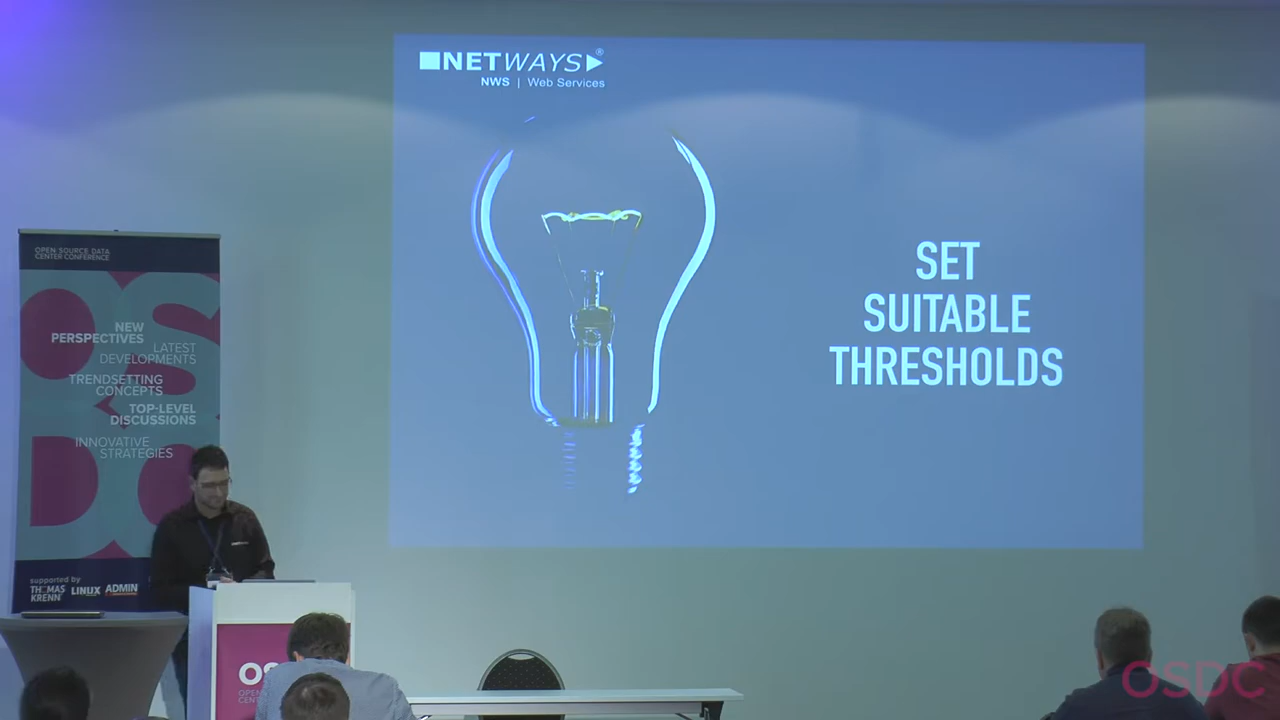 NETWAYS®
NWS | Web Services
SET
SUITABLE
THRESHOLDS
OPEN SOURCE DATA
CENTER CONFERENCE
NEW
PERSPECTIVES
LATEST
DEVELOPMENTS
TRENDSETTING
CONCEPTS
TOP-LEVEL
DISCUSSIONS
INNOVATIVE
STRATEGIES
supported by
THOMAS
KRENN
LINUX
ADMIN
OSDC